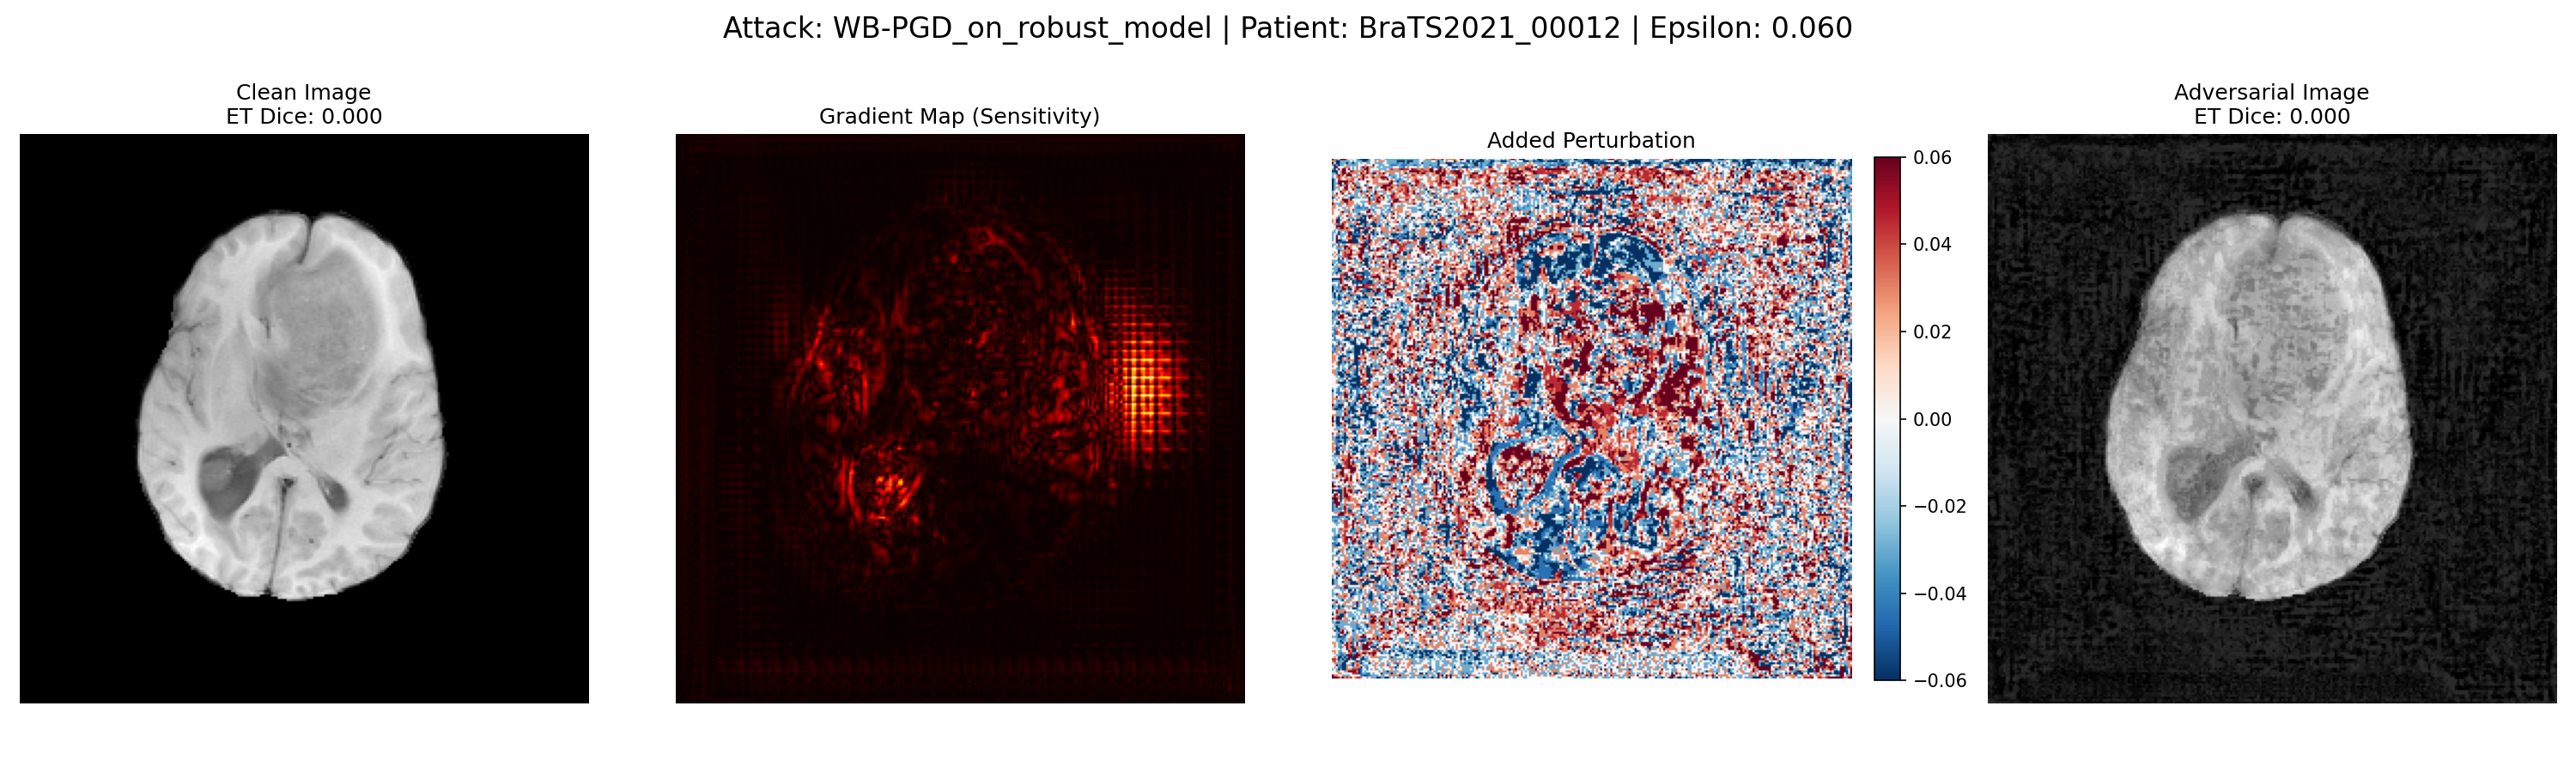 Attack: WB-PGD_on_robust_model | Patient: BraTS2021_00012 | Epsilon: 0.060
Clean Image
ET Dice: 0.000
Gradient Map (Sensitivity)
Added Perturbation
0.06
0.04
0.02
0.00
−0.02
−0.04
−0.06
Adversarial Image
ET Dice: 0.000